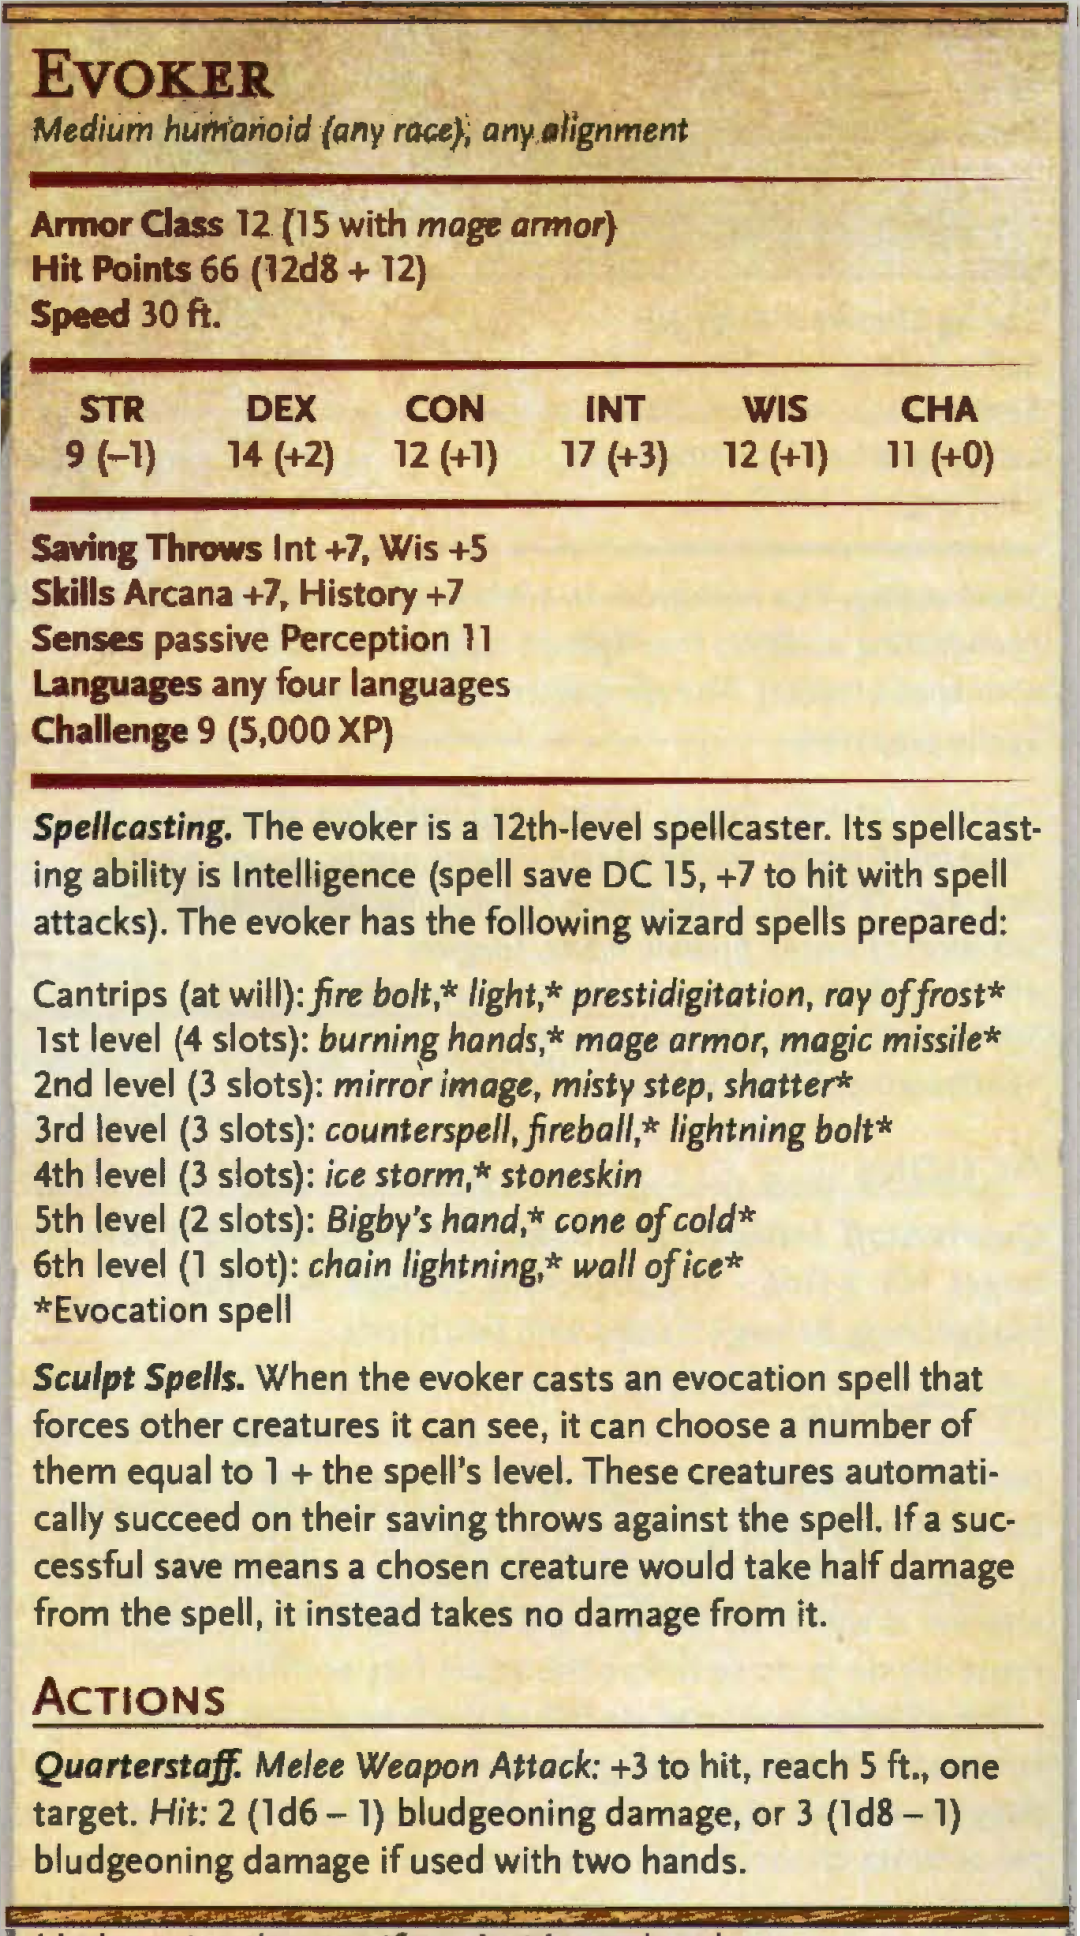 EVOKER
Medium humanoid (any race), any alignment
Armor Class 12 (15 with mage armor)
Hit Points 66 (12d8 + 12)
Speed 30 ft.
STR DEX CON INT WIS CHA
9 (–1) 14 (+2) 12 (+1) 17 (+3) 12 (+1) 11 (+0)
Saving Throws Int +7, Wis +5
Skills Arcana +7, History +7
Senses passive Perception 11
Languages any four languages
Challenge 9 (5,000 XP)
Spellcasting. The evoker is a 12th-level spellcaster. Its spellcast-
ing ability is Intelligence (spell save DC 15, +7 to hit with spell
attacks). The evoker has the following wizard spells prepared:
Cantrips (at will): fire bolt,* light,* prestidigitation, ray of frost*
1st level (4 slots): burning hands,* mage armor, magic missile*
2nd level (3 slots): mirror image, misty step, shatter*
3rd level (3 slots): counterspell, fireball,* lightning bolt*
4th level (3 slots): ice storm,* stoneskin
5th level (2 slots): Bigby's hand,* cone of cold*
6th level (1 slot): chain lightning,* wall of ice*
*Evocation spell
Sculpt Spells. When the evoker casts an evocation spell that
forces other creatures it can see, it can choose a number of
them equal to 1 + the spell's level. These creatures automati-
cally succeed on their saving throws against the spell. If a suc-
cessful save means a chosen creature would take half damage
from the spell, it instead takes no damage from it.
ACTIONS
Quarterstaff. Melee Weapon Attack: +3 to hit, reach 5 ft., one
target. Hit: 2 (1d6 – 1) bludgeoning damage, or 3 (1d8 – 1)
bludgeoning damage if used with two hands.